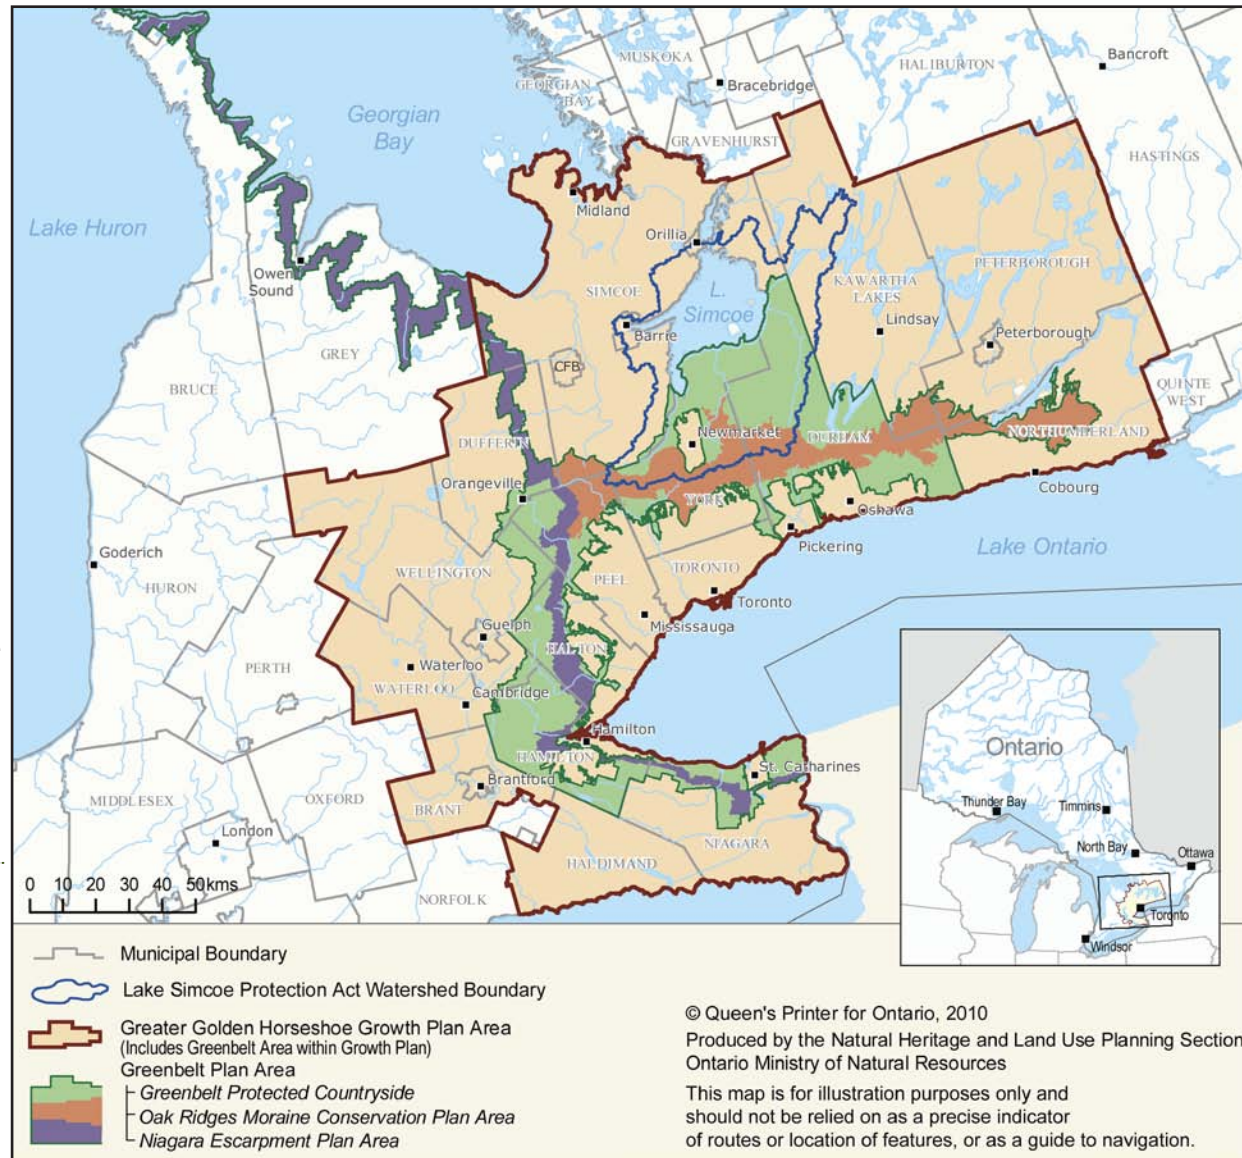 MUSKOKA
HALIBURTON
Bancroft
GEORGIAN
BAY
Bracebridge
Georgian
Bay
GRAVENHURST
HASTINGS
Lake Huron
Midland
Orillia
Owen
Sound
SIMCOE
L.
Simcoe
KAWARTHA
LAKES
PETERBOROUGH
Barrie
Lindsay
Peterborough
GREY
CFB
BRUCE
QUINTE
WEST
DUFFERIN
Newmarket
DURHAM
NORTHUMBERLAND
Orangeville
YORK
Oshawa
Cobourg
Goderich
Pickering
Lake Ontario
HURON
WELLINGTON
PEEL
TORONTO
Toronto
Guelph
Mississauga
HALTON
PERTH
Waterloo
WATERLOO
Cambridge
Hamilton
HAMILTON
St. Catharines
Brantford
MIDDLESEX
OXFORD
BRANT
London
NIAGARA
HALDIMAND
NORFOLK
0 10 20 30 40 50kms
Ontario
Thunder Bay
Timmins
North Bay
Ottawa
Toronto
Windsor
Municipal Boundary
Lake Simcoe Protection Act Watershed Boundary
Greater Golden Horseshoe Growth Plan Area
(Includes Greenbelt Area within Growth Plan)
Greenbelt Plan Area
Greenbelt Protected Countryside
Oak Ridges Moraine Conservation Plan Area
Niagara Escarpment Plan Area
© Queen's Printer for Ontario, 2010
Produced by the Natural Heritage and Land Use Planning Section
Ontario Ministry of Natural Resources
This map is for illustration purposes only and
should not be relied on as a precise indicator
of routes or location of features, or as a guide to navigation.